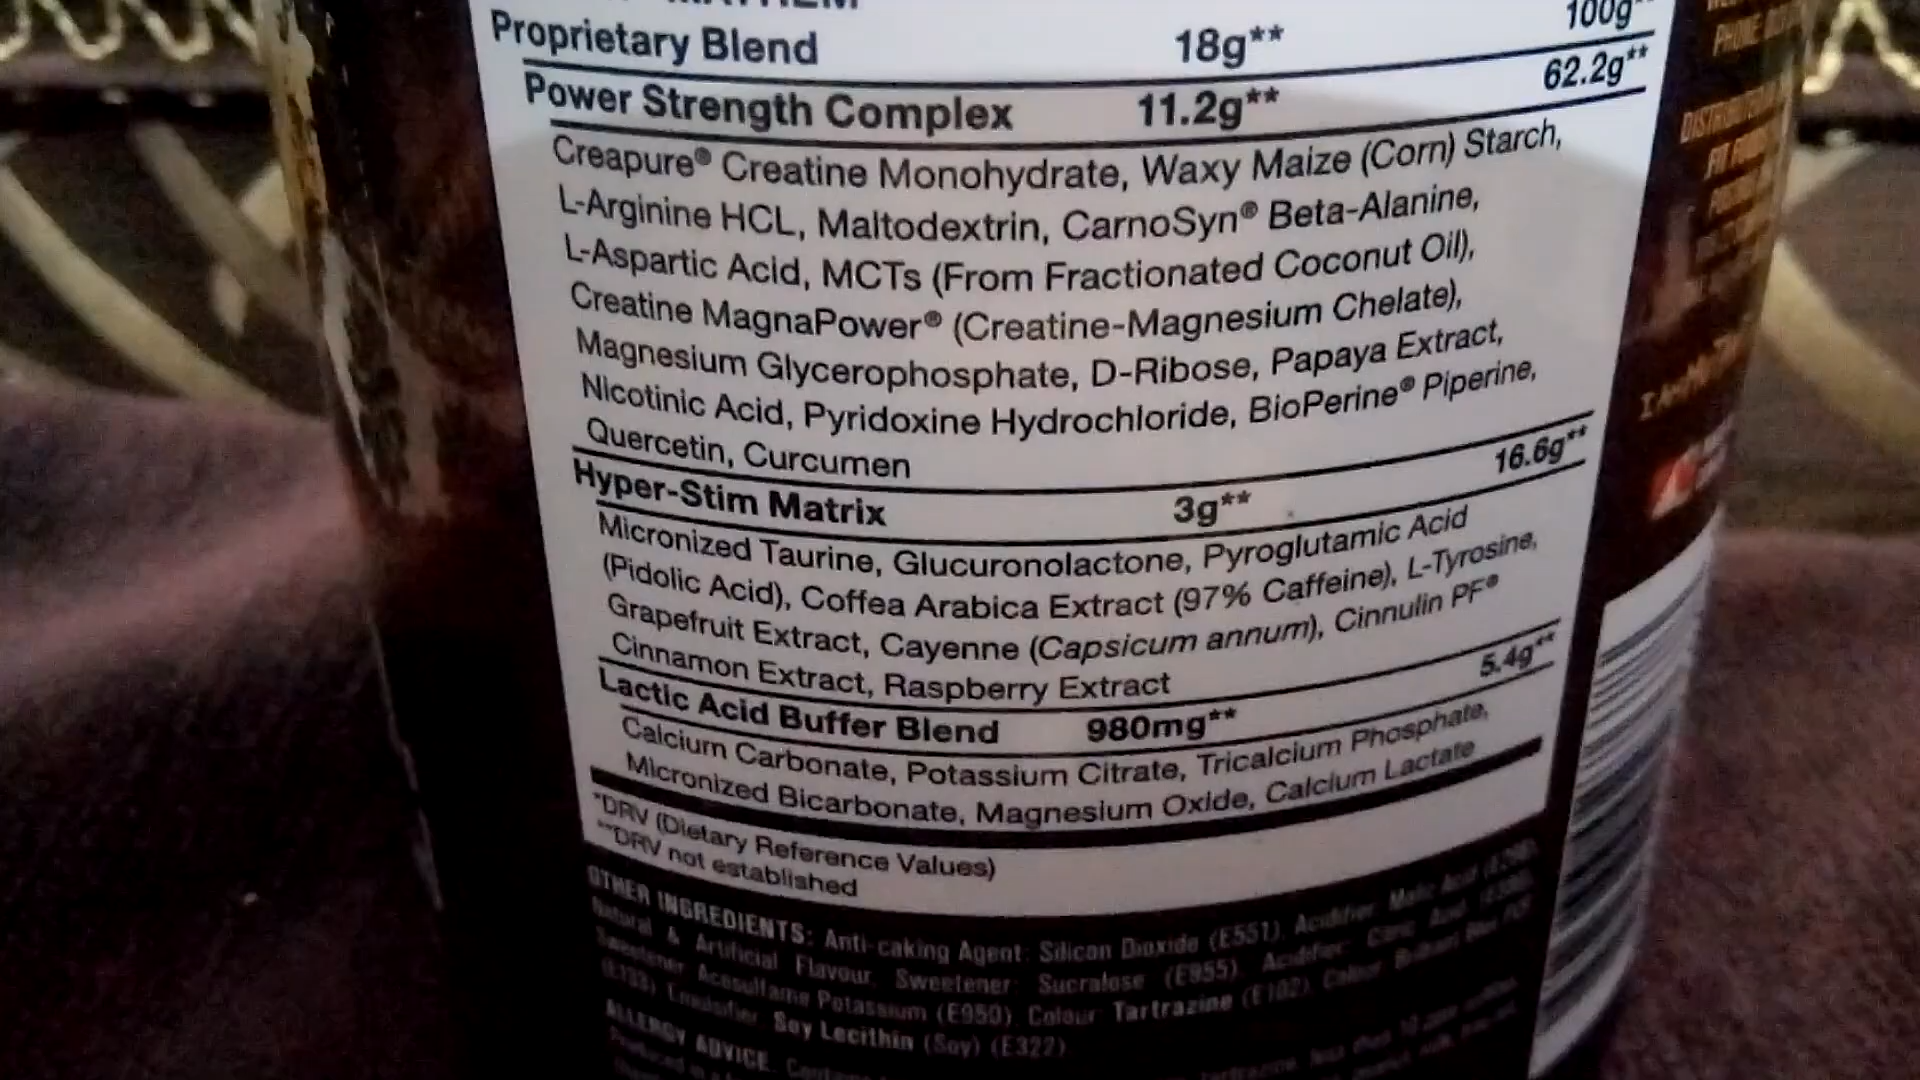 MAYHEM
100g**
Proprietary Blend 18g**
62.2g**
Power Strength Complex 11.2g**
Creapure® Creatine Monohydrate, Waxy Maize (Corn) Starch,
L-Arginine HCL, Maltodextrin, CarnoSyn® Beta-Alanine,
L-Aspartic Acid, MCTs (From Fractionated Coconut Oil),
Creatine MagnaPower® (Creatine-Magnesium Chelate),
Magnesium Glycerophosphate, D-Ribose, Papaya Extract,
Nicotinic Acid, Pyridoxine Hydrochloride, BioPerine® Piperine,
Quercetin, Curcumen
16.6g**
Hyper-Stim Matrix 3g**
Micronized Taurine, Glucuronolactone, Pyroglutamic Acid
(Pidolic Acid), Coffea Arabica Extract (97% Caffeine), L-Tyrosine,
Grapefruit Extract, Cayenne (Capsicum annum), Cinnulin PF®
Cinnamon Extract, Raspberry Extract
5.4g**
Lactic Acid Buffer Blend 980mg**
Calcium Carbonate, Potassium Citrate, Tricalcium Phosphate,
Micronized Bicarbonate, Magnesium Oxide, Calcium Lactate
*DRV (Dietary Reference Values)
**DRV not established
OTHER INGREDIENTS: Anti-caking Agent: Silicon Dioxide (E551), Acidifier: Malic Acid
Natural & Artificial Flavour, Sweetener: Sucralose (E955), Acidifier: Citric Acid
Sweetener Acesulfame Potassium (E950), Colour: Tartrazine (E102), Colour Brilliant Blue FCF
(E133), Emulsifier: Soy Lecithin (Soy) (E322)
ALLERGY ADVICE: